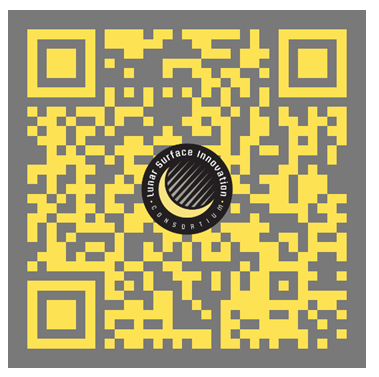 Lunar Surface Innovation
CONSORTIUM